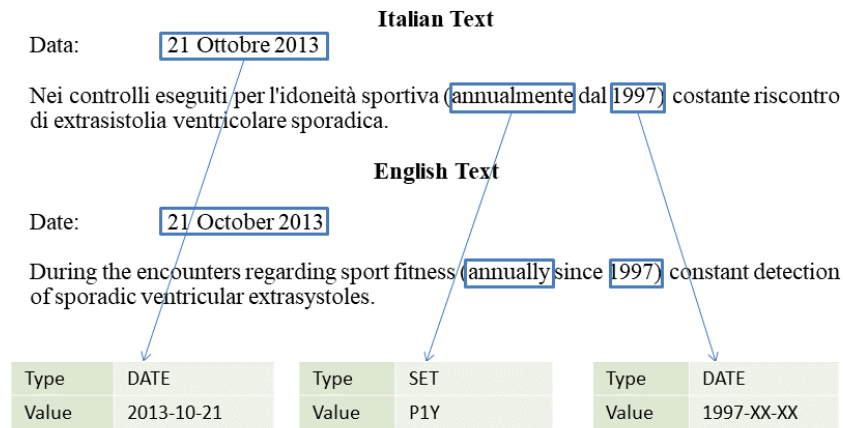 Italian Text
Data: 21 Ottobre 2013
Nei controlli eseguiti per l'idoneità sportiva (annualmente dal 1997) costante riscontro
di extrasistolia ventricolare sporadica.
English Text
Date: 21 October 2013
During the encounters regarding sport fitness (annually since 1997) constant detection
of sporadic ventricular extrasystoles.
Type DATE Type SET Type DATE
Value 2013-10-21 Value P1Y Value 1997-XX-XX